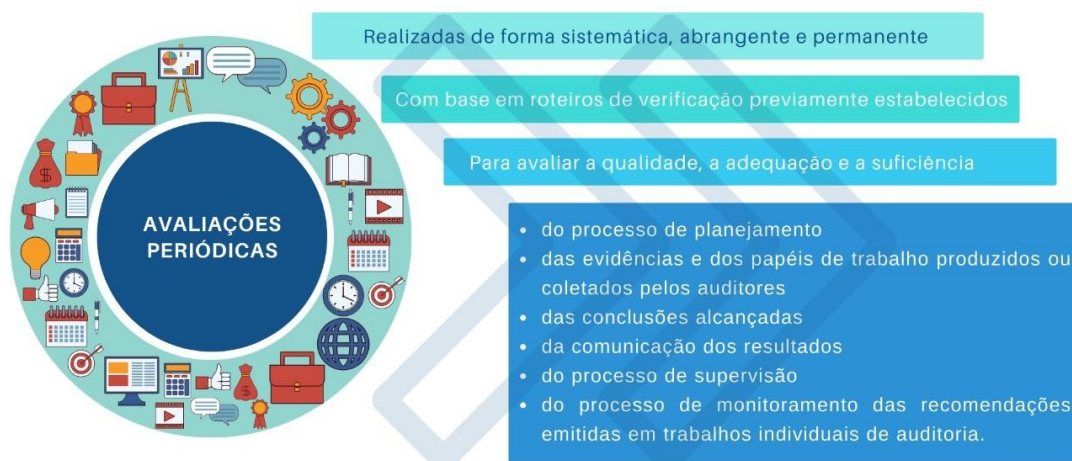 Realizadas de forma sistemática, abrangente e permanente
Com base em roteiros de verificação previamente estabelecidos
Para avaliar a qualidade, a adequação e a suficiência
AVALIAÇÕES
PERIÓDICAS
• do processo de planejamento
• das evidências e dos papéis de trabalho produzidos ou
coletados pelos auditores
• das conclusões alcançadas
• da comunicação dos resultados
• do processo de supervisão
• do processo de monitoramento das recomendações
emitidas em trabalhos individuais de auditoria.